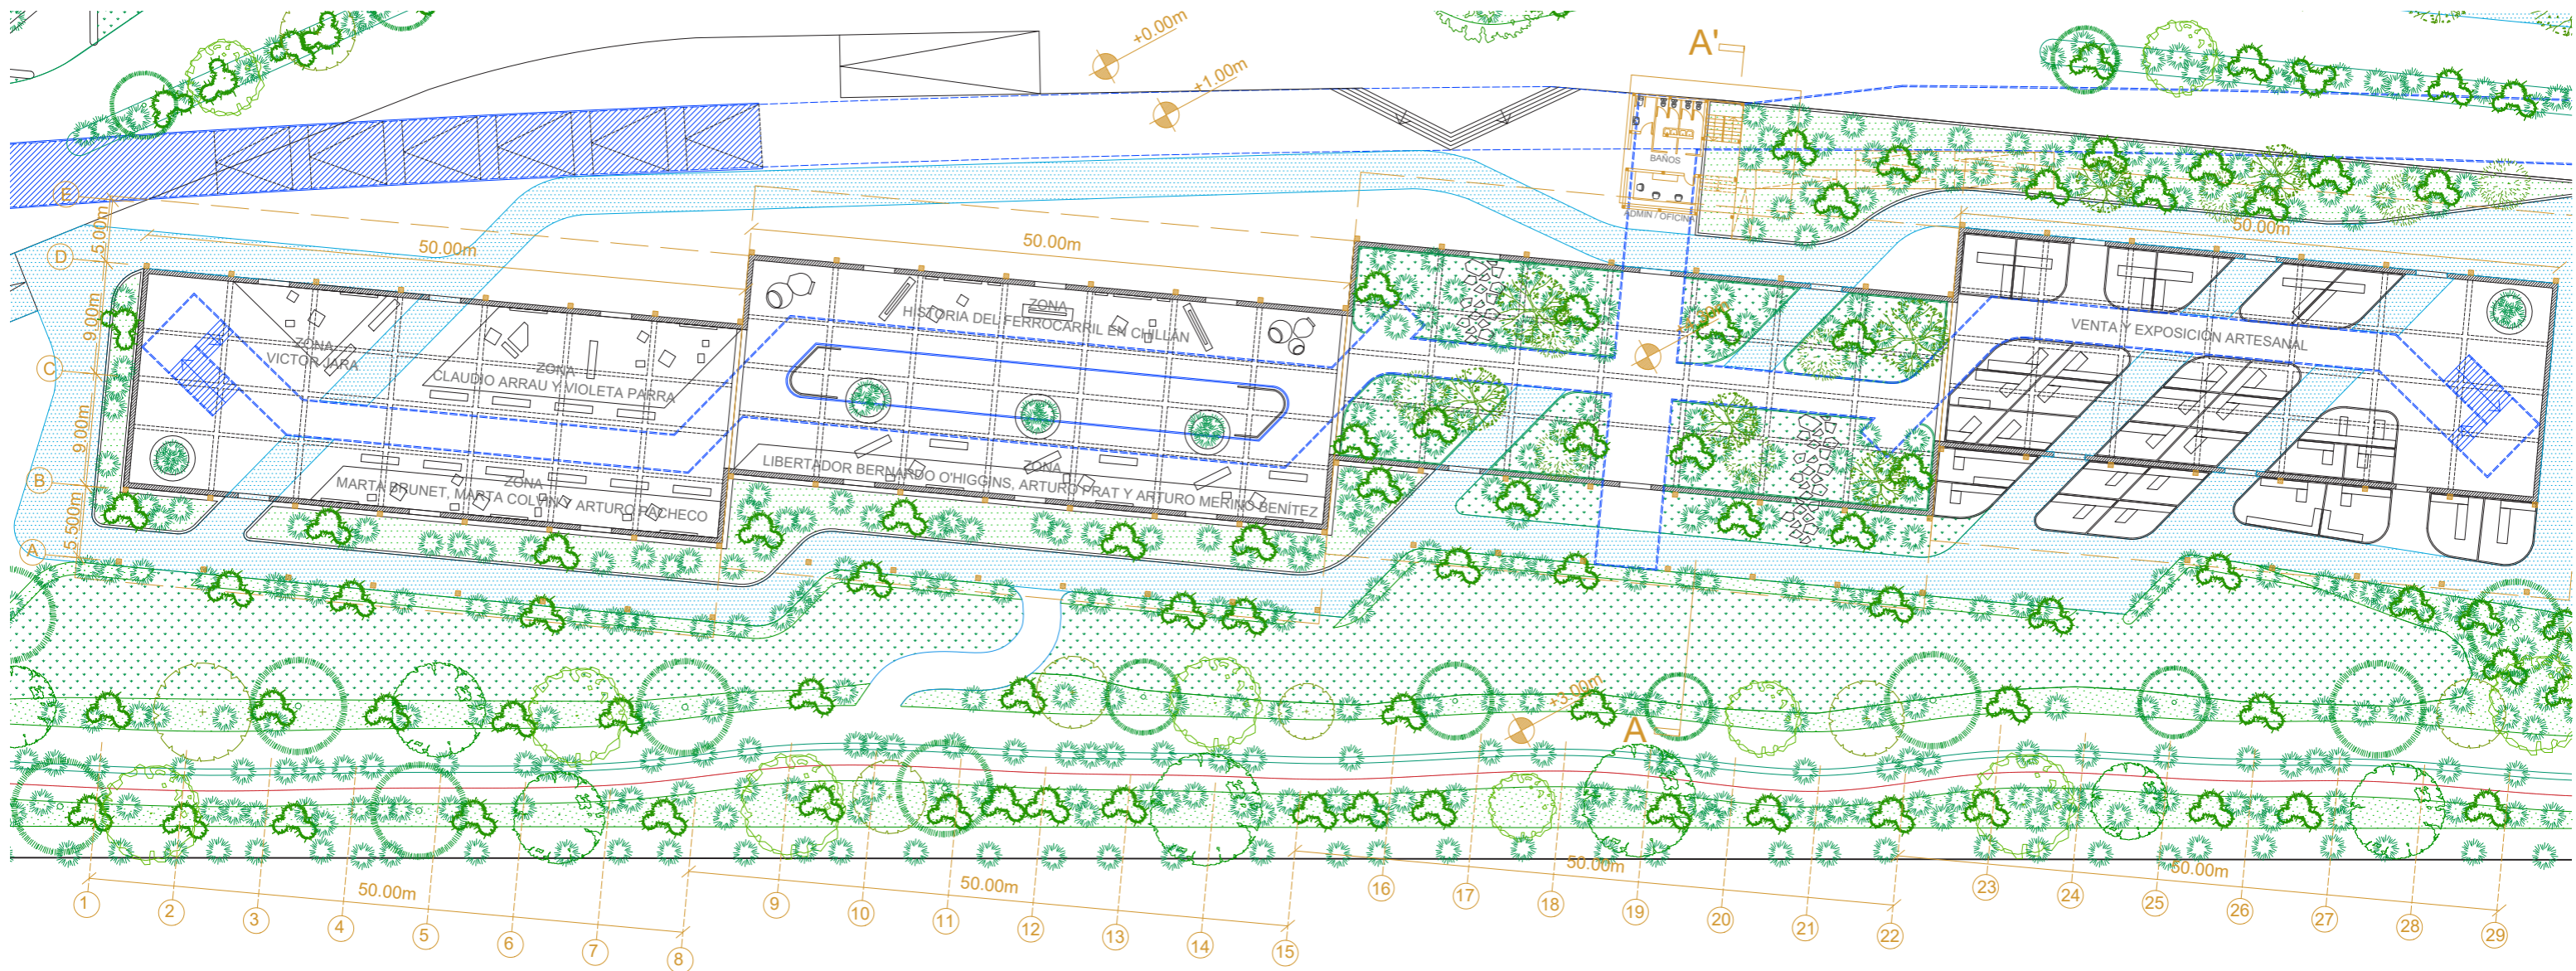 +0.00m
+1.00m
A'
BAÑOS
ADMIN / OFICINA
E
D
C
B
A
5.00m
9.00m
9.00m
5.500m
50.00m
50.00m
50.00m
ZONA
VICTOR JARA
ZONA
CLAUDIO ARRAU Y VIOLETA PARRA
ZONA
MARTA BRUNET, MARTA COLVIN Y ARTURO PACHECO
ZONA
HISTORIA DEL FERROCARRIL EN CHILLÁN
ZONA
LIBERTADOR BERNARDO O'HIGGINS, ARTURO PRAT Y ARTURO MERINO BENÍTEZ
VENTA Y EXPOSICIÓN ARTESANAL
A
50.00m
50.00m
50.00m
50.00m
1
2
3
4
5
6
7
8
9
10
11
12
13
14
15
16
17
18
19
20
21
22
23
24
25
26
27
28
29